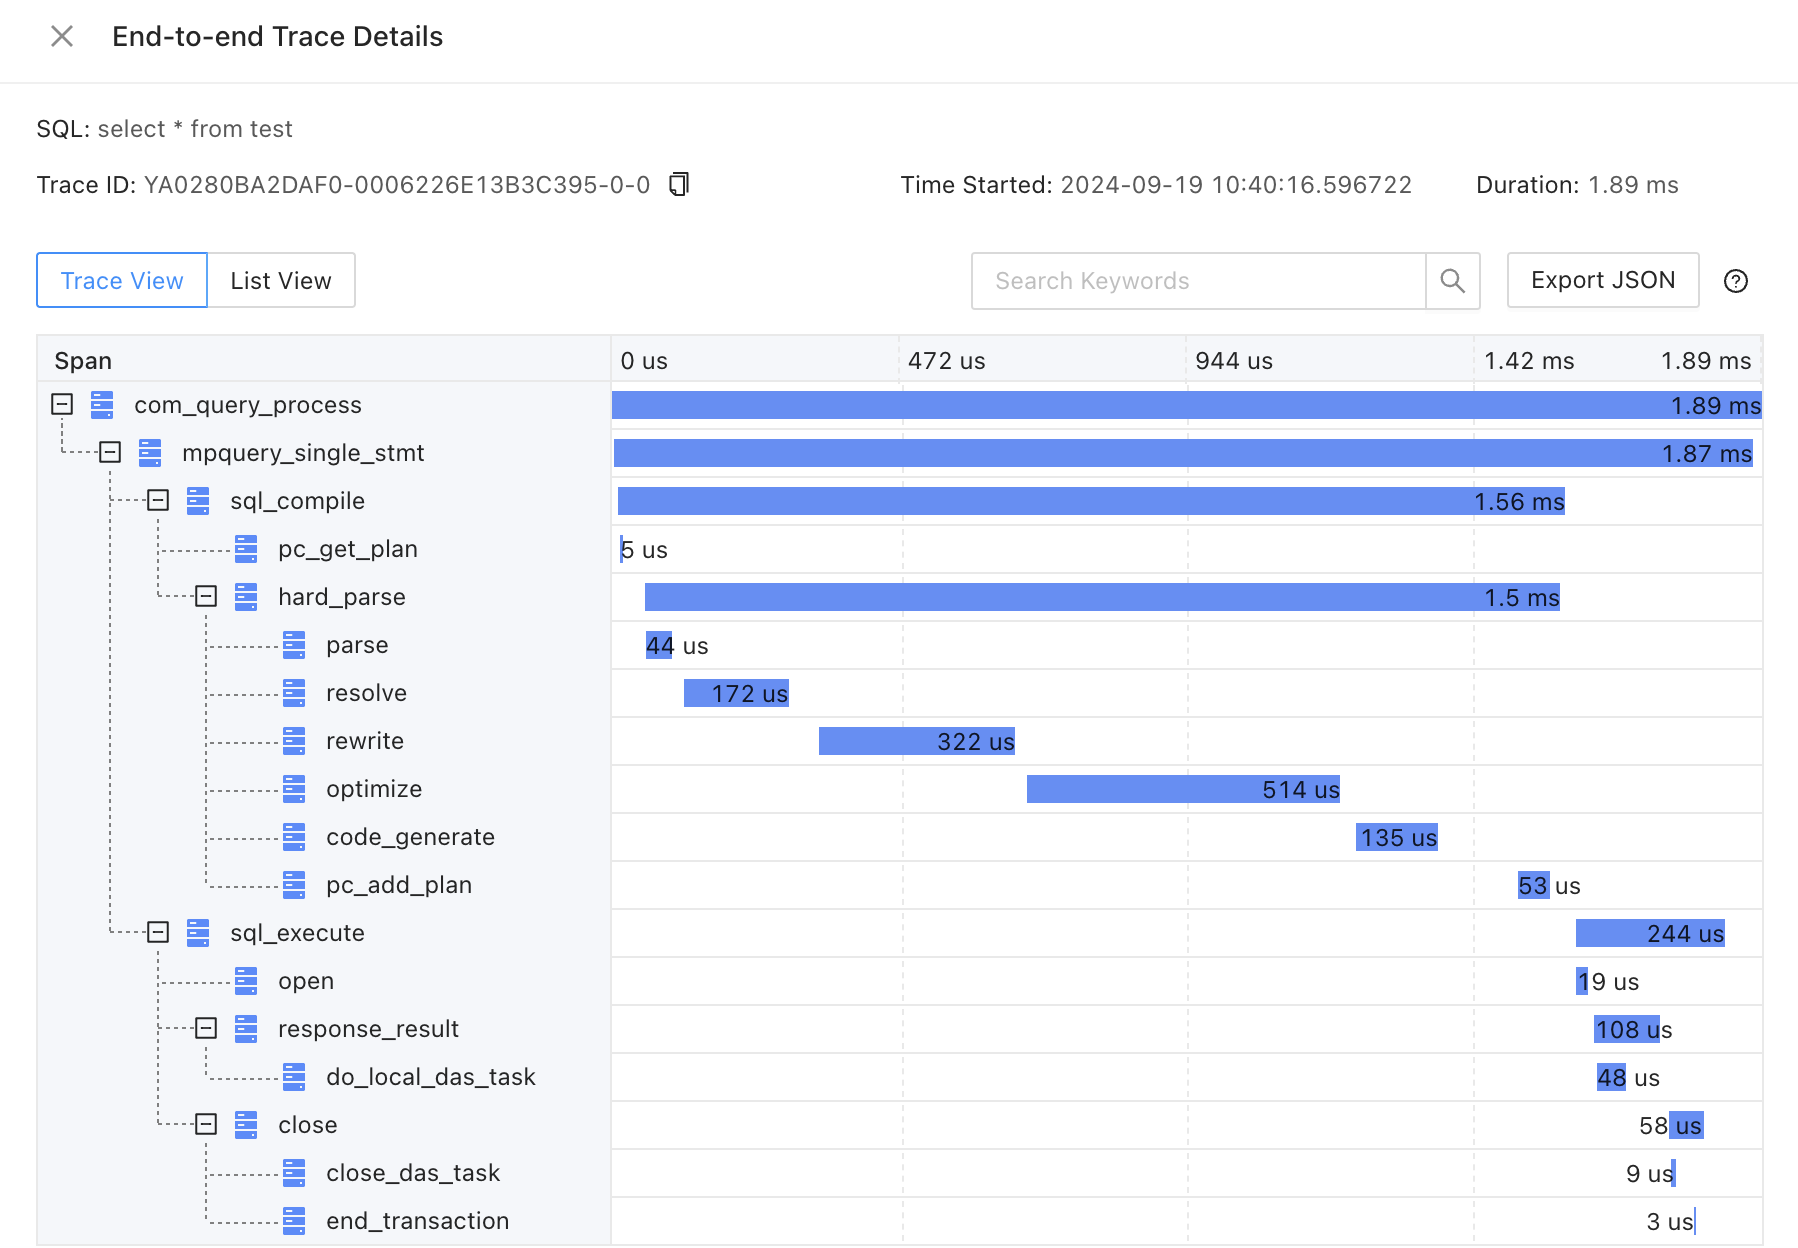 End-to-end Trace Details
SQL: select * from test
Trace ID: YA0280BA2DAF0-0006226E13B3C395-0-0 Time Started: 2024-09-19 10:40:16.596722 Duration: 1.89 ms
Trace View List View Search Keywords Export JSON
Span 0 us 472 us 944 us 1.42 ms 1.89 ms
com_query_process 1.89 ms
mpquery_single_stmt 1.87 ms
sql_compile 1.56 ms
pc_get_plan 5 us
hard_parse 1.5 ms
parse 44 us
resolve 172 us
rewrite 322 us
optimize 514 us
code_generate 135 us
pc_add_plan 53 us
sql_execute 244 us
open 19 us
response_result 108 us
do_local_das_task 48 us
close 58 us
close_das_task 9 us
end_transaction 3 us